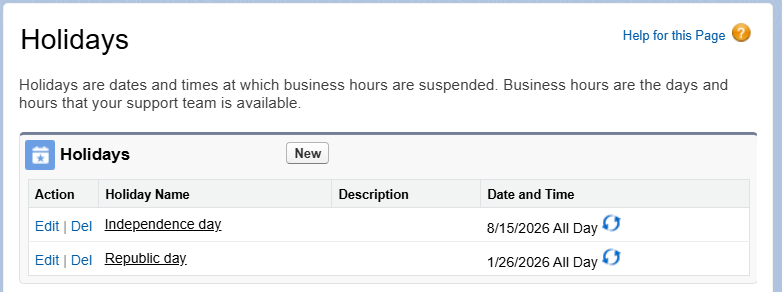 Holidays
Help for this Page ?
Holidays are dates and times at which business hours are suspended. Business hours are the days and
hours that your support team is available.
Holidays New
Action Holiday Name Description Date and Time
Edit | Del Independence day 8/15/2026 All Day
Edit | Del Republic day 1/26/2026 All Day